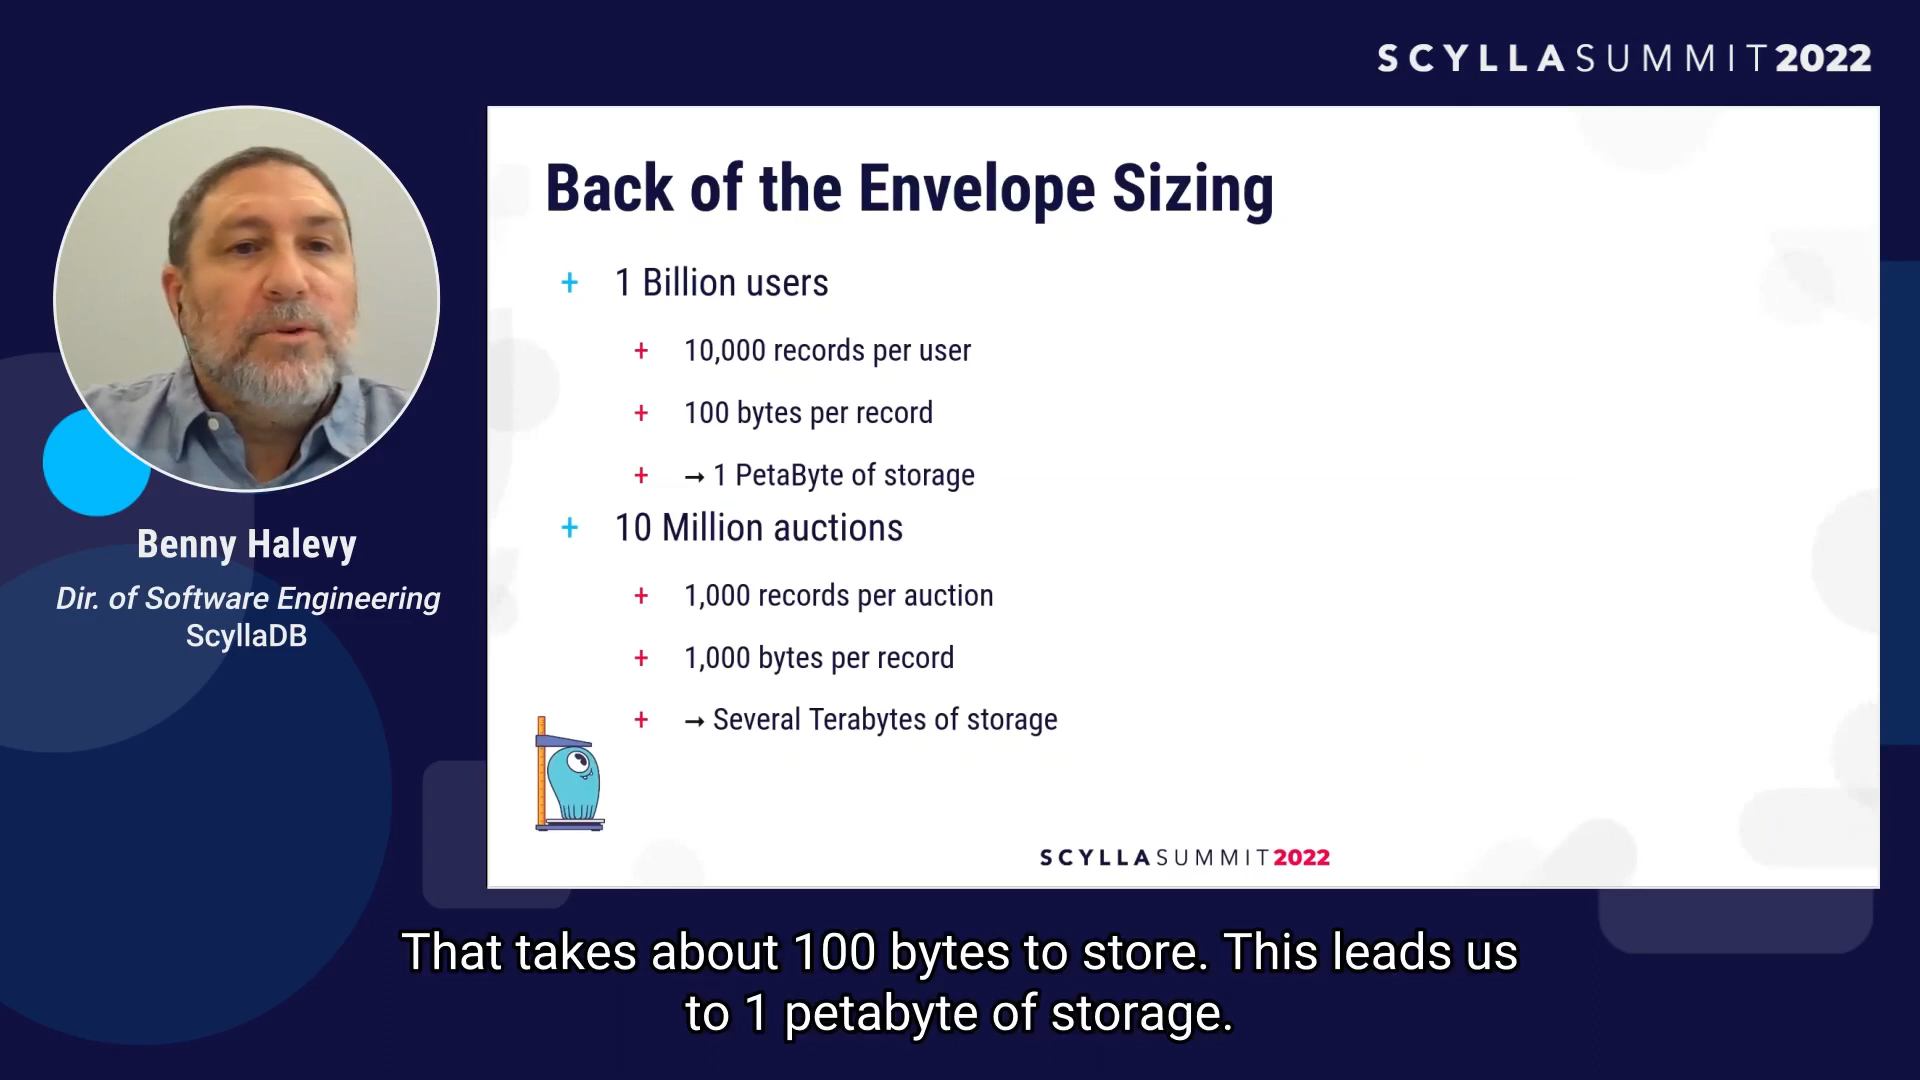 SCYLLASUMMIT2022
Back of the Envelope Sizing
+ 1 Billion users
+ 10,000 records per user
+ 100 bytes per record
+ → 1 PetaByte of storage
+ 10 Million auctions
+ 1,000 records per auction
+ 1,000 bytes per record
+ → Several Terabytes of storage
SCYLLASUMMIT2022
Benny Halevy
Dir. of Software Engineering
ScyllaDB
That takes about 100 bytes to store. This leads us
to 1 petabyte of storage.